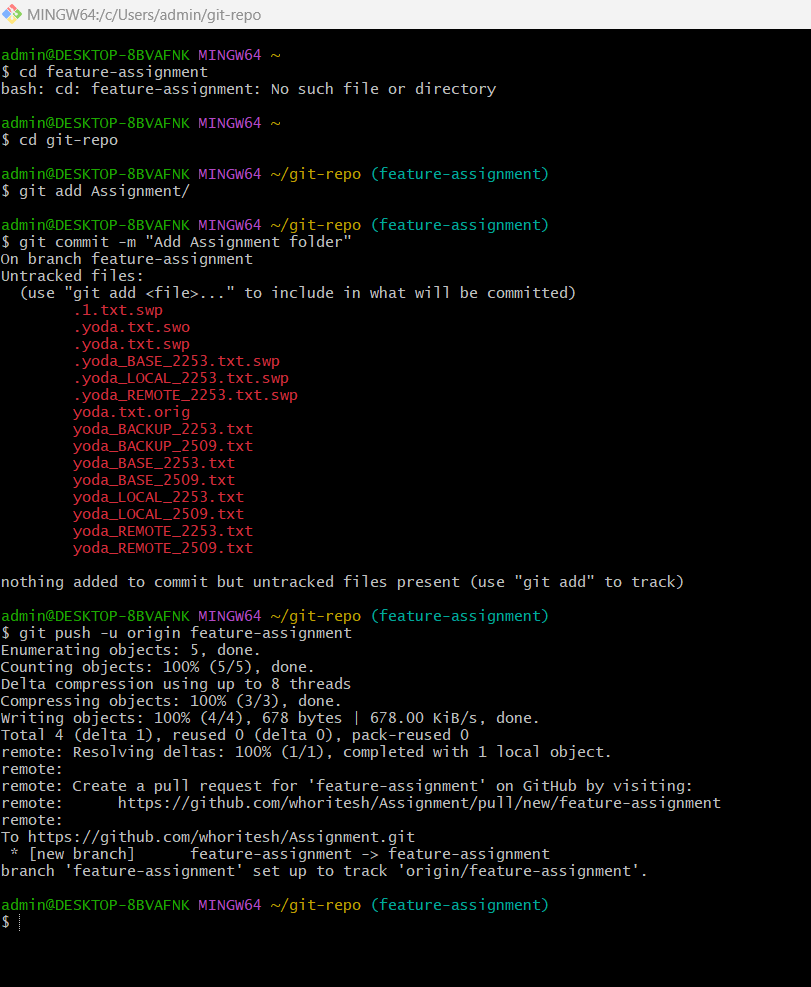 MINGW64:/c/Users/admin/git-repo
admin@DESKTOP-8BVAFNK MINGW64 ~
$ cd feature-assignment
bash: cd: feature-assignment: No such file or directory
admin@DESKTOP-8BVAFNK MINGW64 ~
$ cd git-repo
admin@DESKTOP-8BVAFNK MINGW64 ~/git-repo (feature-assignment)
$ git add Assignment/
admin@DESKTOP-8BVAFNK MINGW64 ~/git-repo (feature-assignment)
$ git commit -m "Add Assignment folder"
On branch feature-assignment
Untracked files:
  (use "git add <file>..." to include in what will be committed)
        .1.txt.swp
        .yoda.txt.swo
        .yoda.txt.swp
        .yoda_BASE_2253.txt.swp
        .yoda_LOCAL_2253.txt.swp
        .yoda_REMOTE_2253.txt.swp
        yoda.txt.orig
        yoda_BACKUP_2253.txt
        yoda_BACKUP_2509.txt
        yoda_BASE_2253.txt
        yoda_BASE_2509.txt
        yoda_LOCAL_2253.txt
        yoda_LOCAL_2509.txt
        yoda_REMOTE_2253.txt
        yoda_REMOTE_2509.txt
nothing added to commit but untracked files present (use "git add" to track)
admin@DESKTOP-8BVAFNK MINGW64 ~/git-repo (feature-assignment)
$ git push -u origin feature-assignment
Enumerating objects: 5, done.
Counting objects: 100% (5/5), done.
Delta compression using up to 8 threads
Compressing objects: 100% (3/3), done.
Writing objects: 100% (4/4), 678 bytes | 678.00 KiB/s, done.
Total 4 (delta 1), reused 0 (delta 0), pack-reused 0
remote: Resolving deltas: 100% (1/1), completed with 1 local object.
remote:
remote: Create a pull request for 'feature-assignment' on GitHub by visiting:
remote:      https://github.com/whoritesh/Assignment/pull/new/feature-assignment
remote:
To https://github.com/whoritesh/Assignment.git
 * [new branch]      feature-assignment -> feature-assignment
branch 'feature-assignment' set up to track 'origin/feature-assignment'.
admin@DESKTOP-8BVAFNK MINGW64 ~/git-repo (feature-assignment)
$